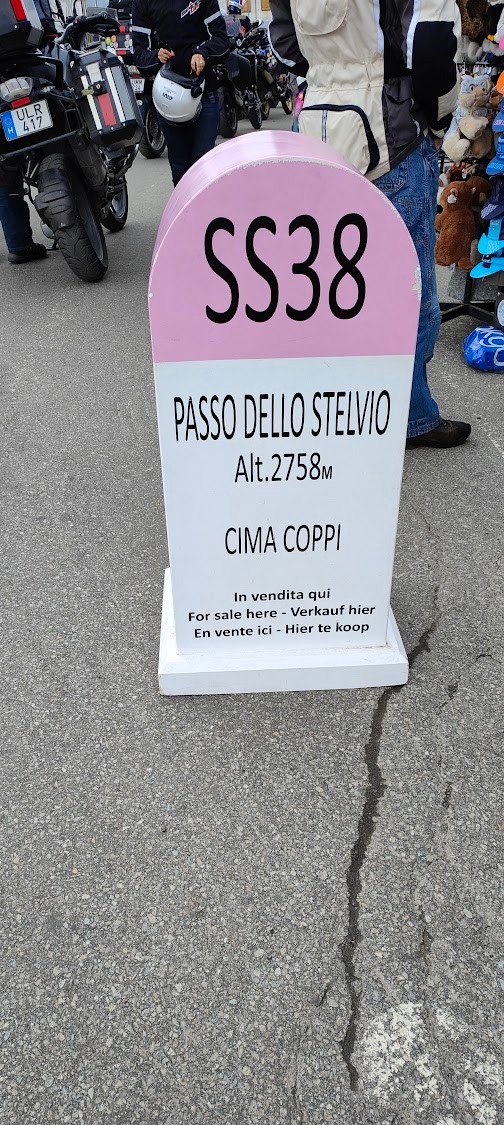 ULR
H 417
SS38
PASSO DELLO STELVIO
Alt.2758M
CIMA COPPI
In vendita qui
For sale here - Verkauf hier
En vente ici - Hier te koop